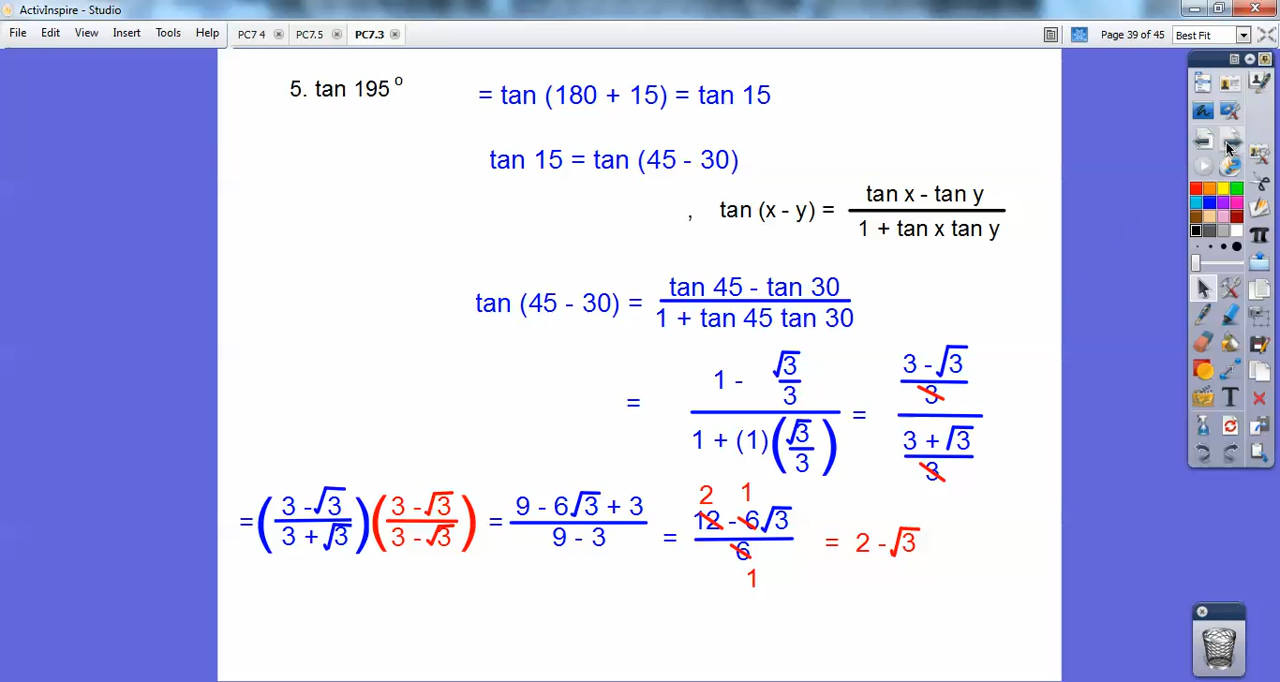 ActivInspire - Studio
File Edit View Insert Tools Help PC7 4 PC7.5 PC7.3 Page 39 of 45 Best Fit
5. tan 195° = tan (180 + 15) = tan 15
tan 15 = tan (45 - 30)
, tan (x - y) = (tan x - tan y) / (1 + tan x tan y)
tan (45 - 30) = (tan 45 - tan 30) / (1 + tan 45 tan 30)
= (1 - √3/3) / (1 + (1)(√3/3)) = ((3 - √3)/3) / ((3 + √3)/3)
= ((3 - √3)/(3 + √3)) ((3 - √3)/(3 - √3)) = (9 - 6√3 + 3)/(9 - 3) = (12 - 6√3)/6 = 2 - √3
2 1
1